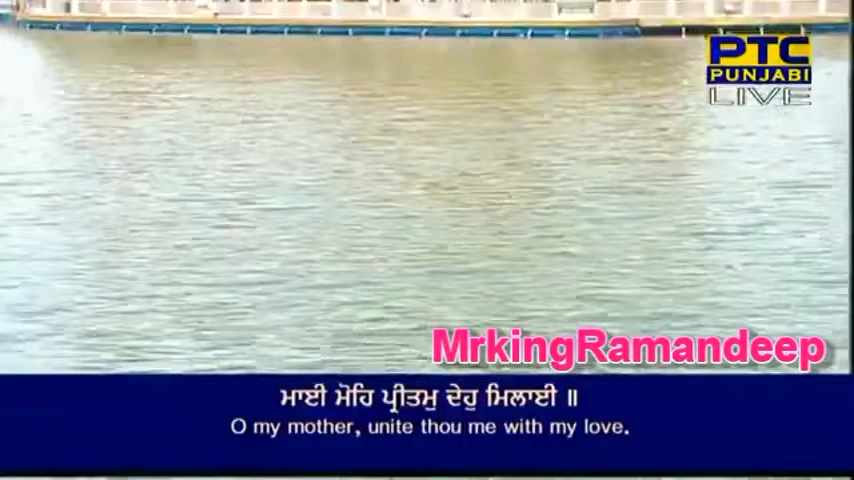 PTC
PUNJABI
LIVE
MrkingRamandeep
ਮਾਈ ਮੋਹਿ ਪ੍ਰੀਤਮੁ ਦੇਹੁ ਮਿਲਾਈ ॥
O my mother, unite thou me with my love.